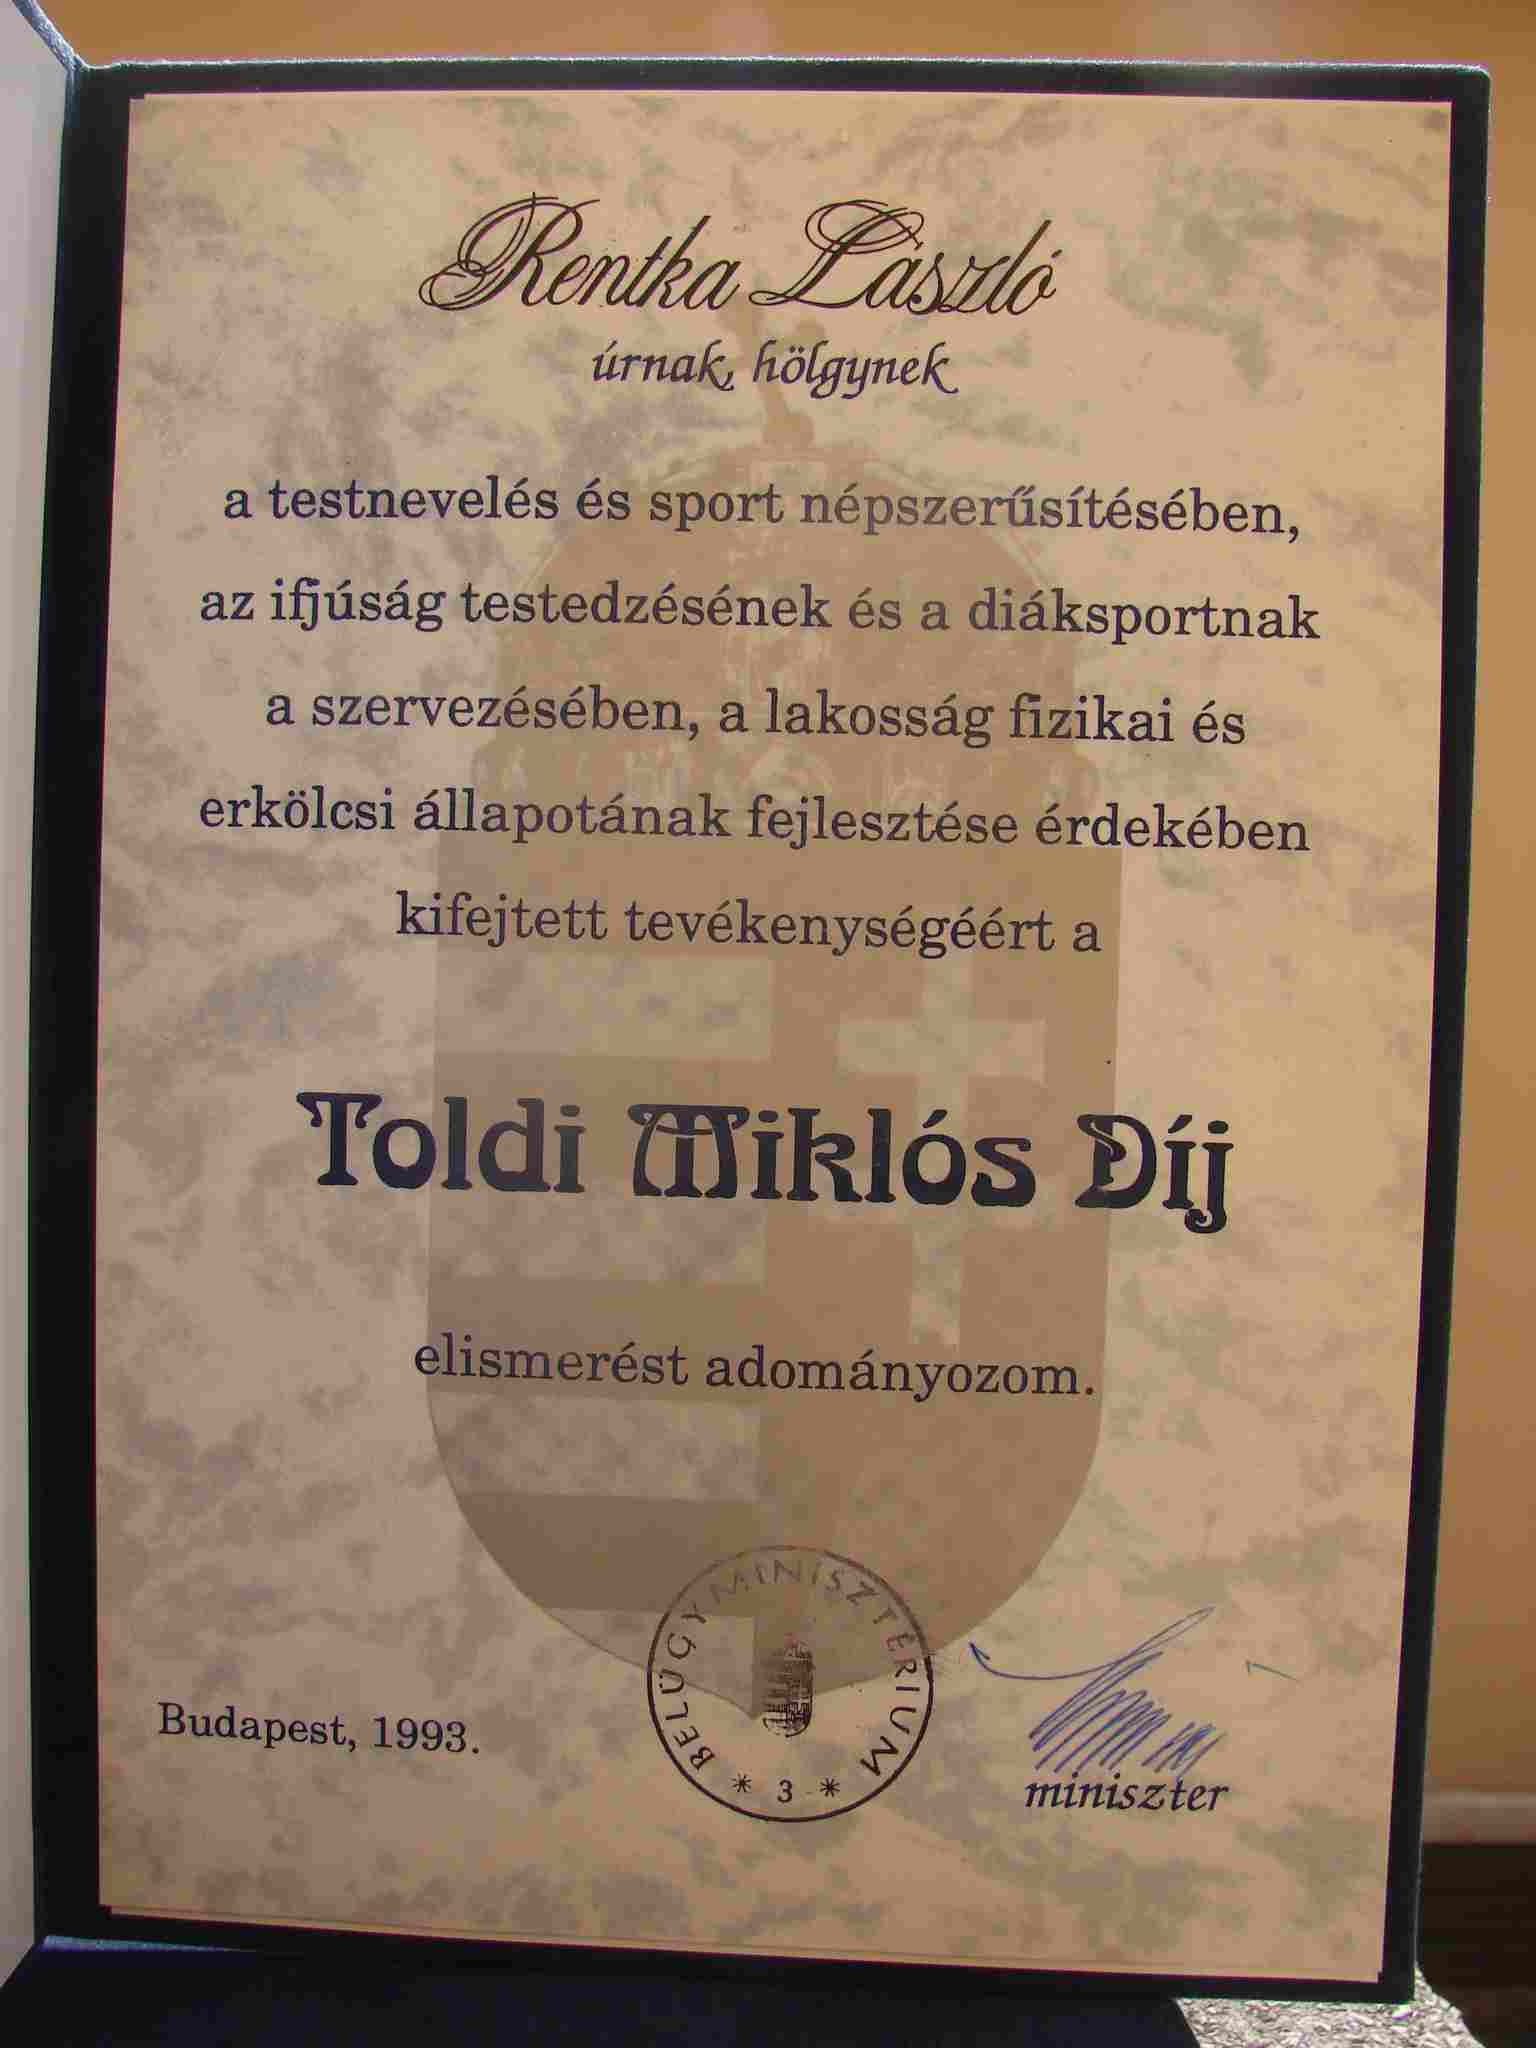 Rentka László
úrnak, hölgynek
a testnevelés és sport népszerűsítésében,
az ifjúság testedzésének és a diáksportnak
a szervezésében, a lakosság fizikai és
erkölcsi állapotának fejlesztése érdekében
kifejtett tevékenységéért a
Toldi Miklós Díj
elismerést adományozom.
BELÜGYMINISZTÉRIUM
* 3 *
Budapest, 1993.
miniszter